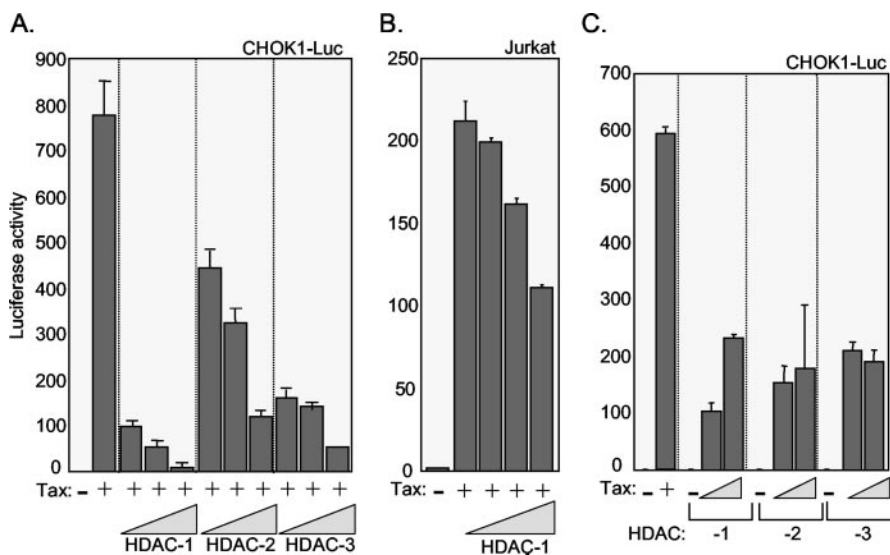 A.
CHOK1-Luc
Luciferase activity
900
800
700
600
500
400
300
200
100
0
Tax: - + + + + + + + + + +
HDAC-1 HDAC-2 HDAC-3
B.
Jurkat
250
200
150
100
50
0
- + + + +
HDAC-1
C.
CHOK1-Luc
700
600
500
400
300
200
100
0
Tax: - + - - -
HDAC: -1 -2 -3